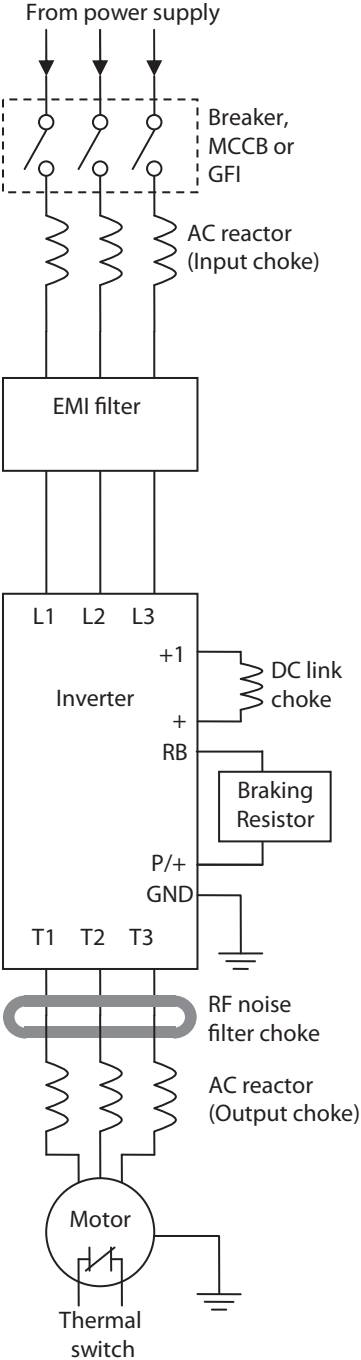 From power supply
Breaker,
MCCB or
GFI
AC reactor
(Input choke)
EMI filter
L1 L2 L3
+1
DC link
choke
Inverter
+
RB
Braking
Resistor
P/+
GND
T1 T2 T3
RF noise
filter choke
AC reactor
(Output choke)
Motor
Thermal
switch